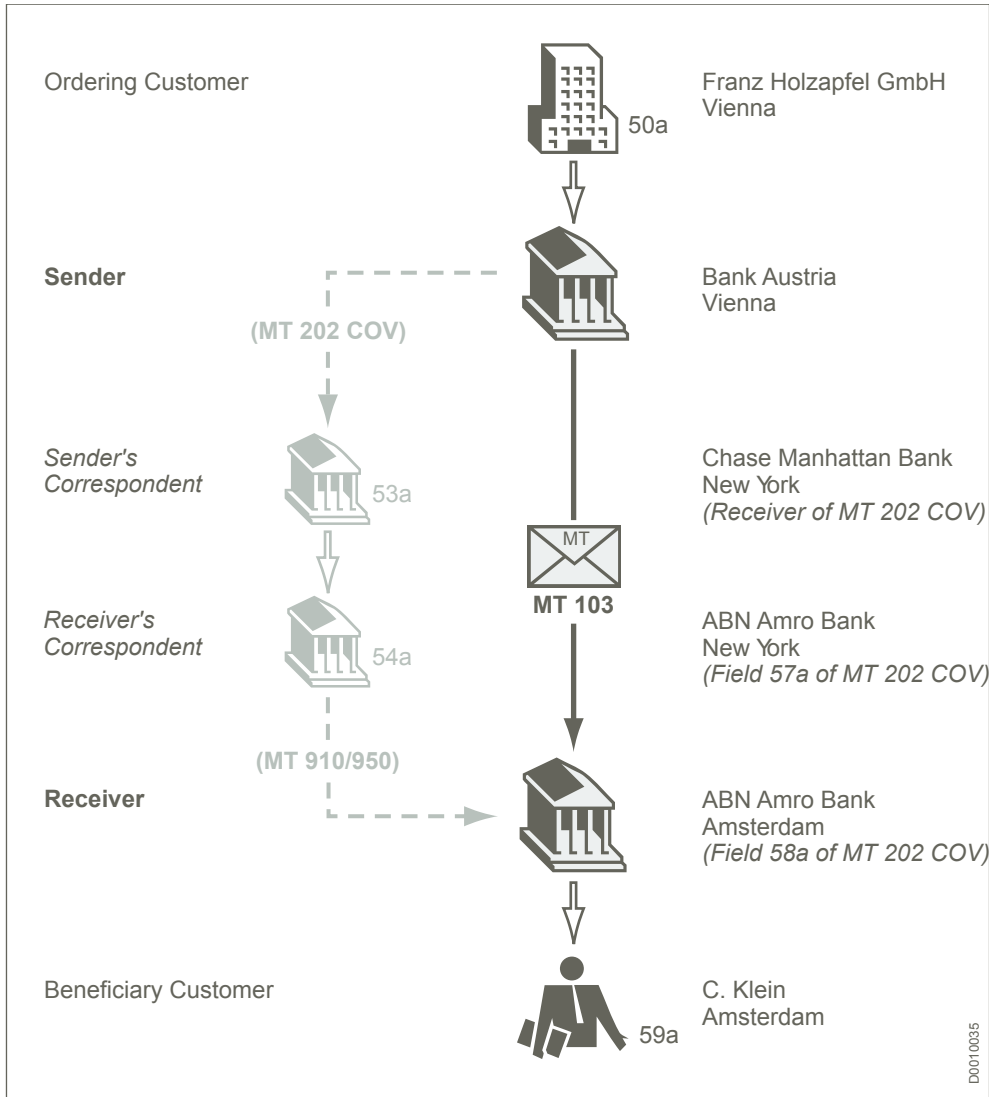 Ordering Customer
50a
Franz Holzapfel GmbH
Vienna
Sender
Bank Austria
Vienna
(MT 202 COV)
Sender's
Correspondent
53a
Chase Manhattan Bank
New York
(Receiver of MT 202 COV)
MT
MT 103
Receiver's
Correspondent
54a
ABN Amro Bank
New York
(Field 57a of MT 202 COV)
(MT 910/950)
Receiver
ABN Amro Bank
Amsterdam
(Field 58a of MT 202 COV)
Beneficiary Customer
59a
C. Klein
Amsterdam
D0010035